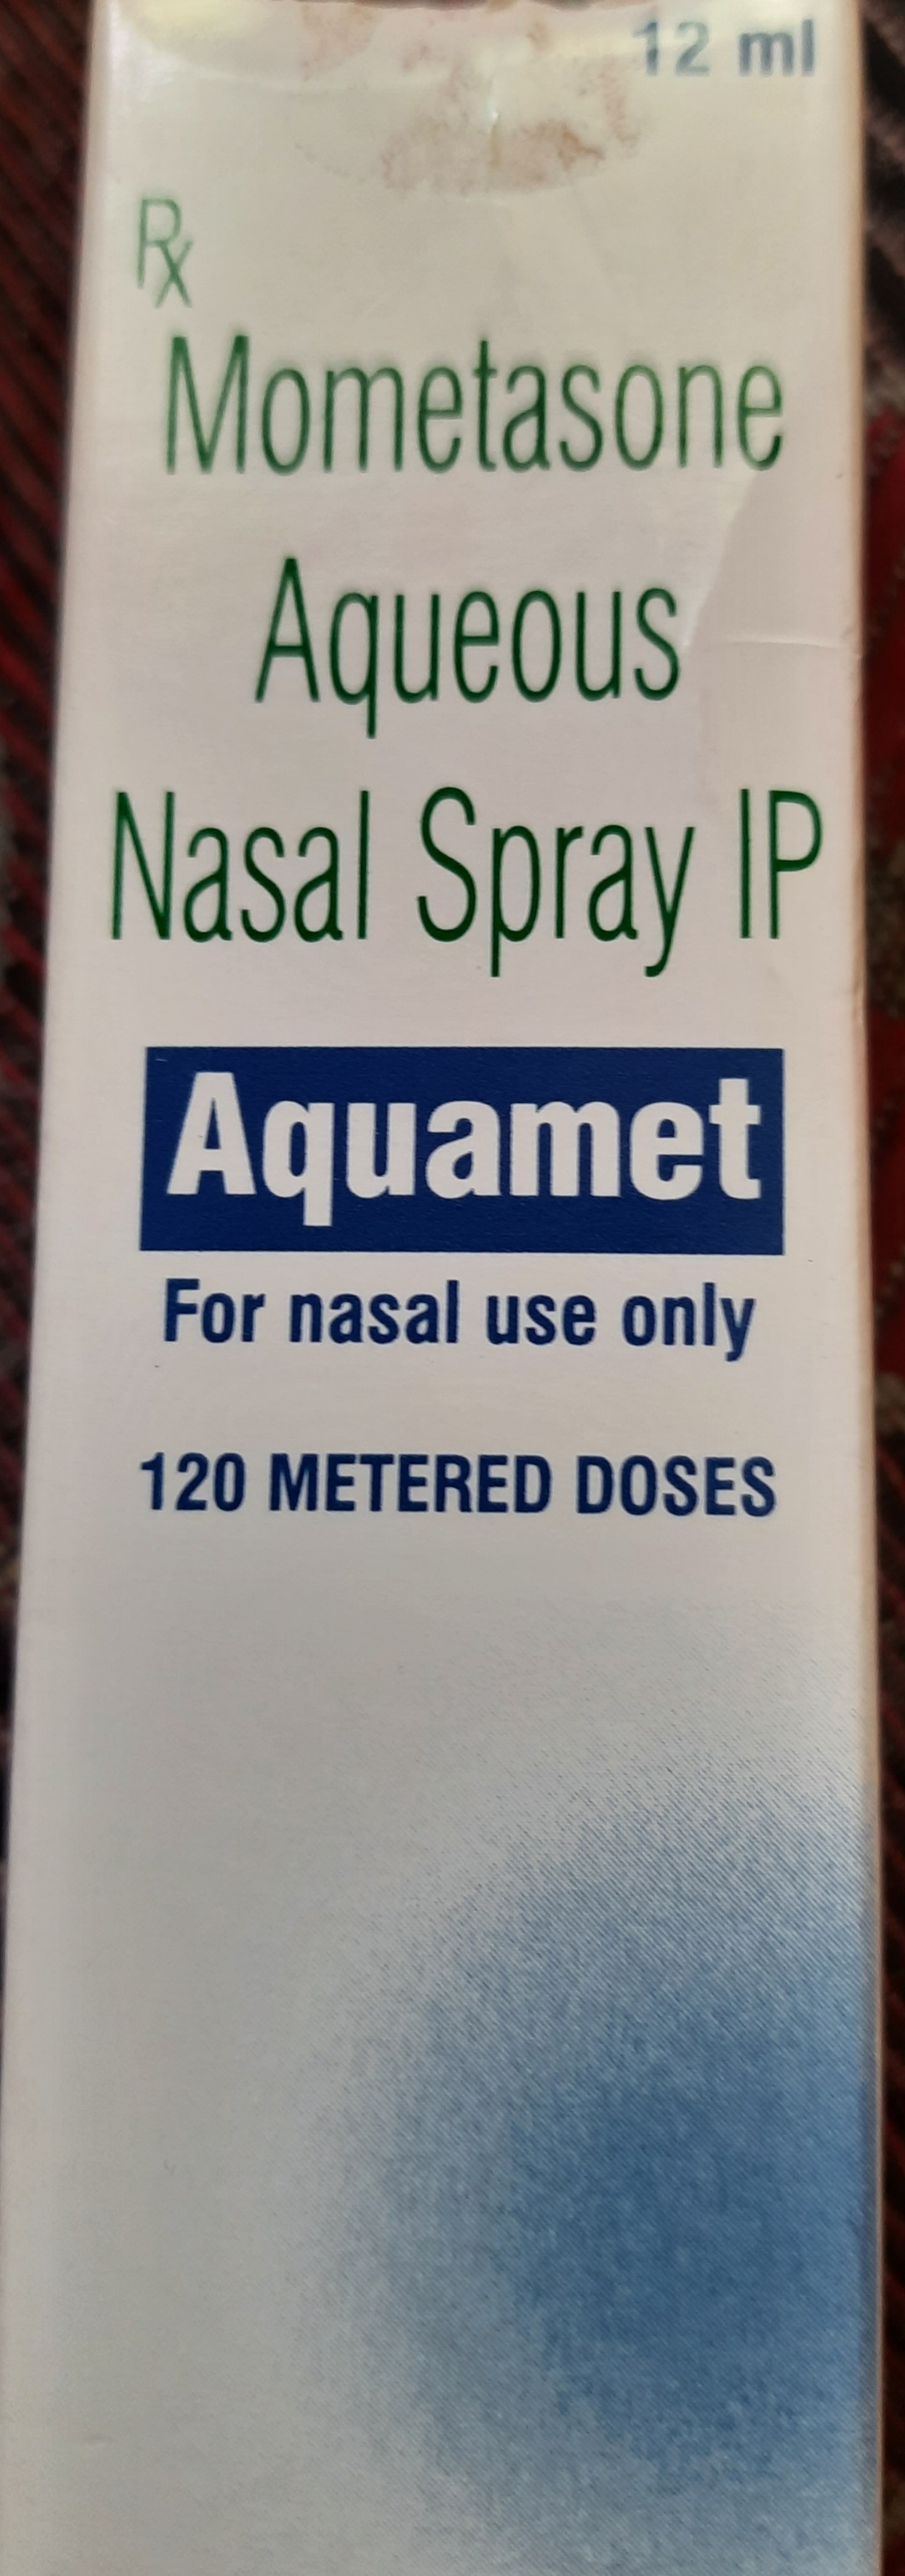 12 ml
Rx
Mometasone
Aqueous
Nasal Spray IP
Aquamet
For nasal use only
120 METERED DOSES